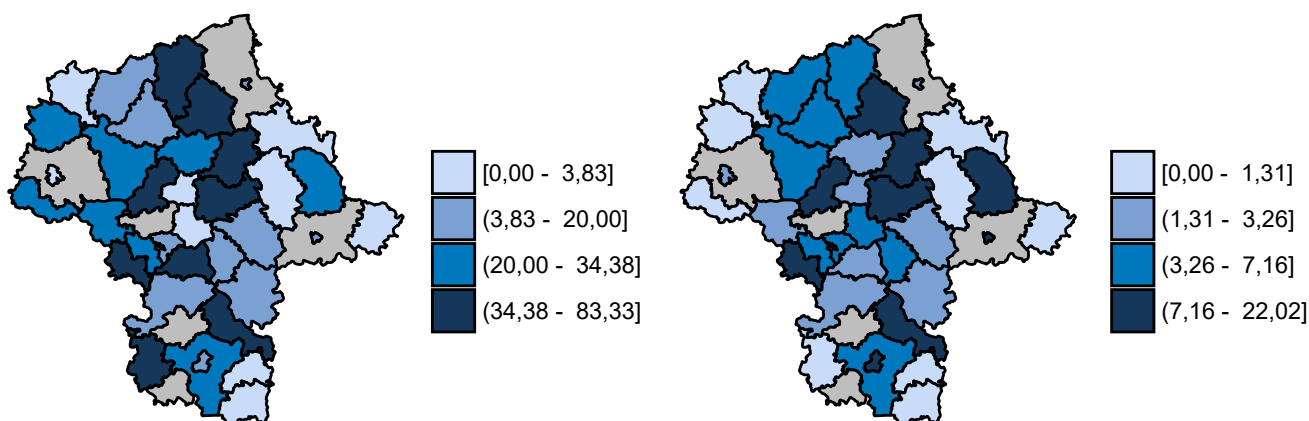 [0,00 - 3,83]
(3,83 - 20,00]
(20,00 - 34,38]
(34,38 - 83,33]
[0,00 - 1,31]
(1,31 - 3,26]
(3,26 - 7,16]
(7,16 - 22,02]